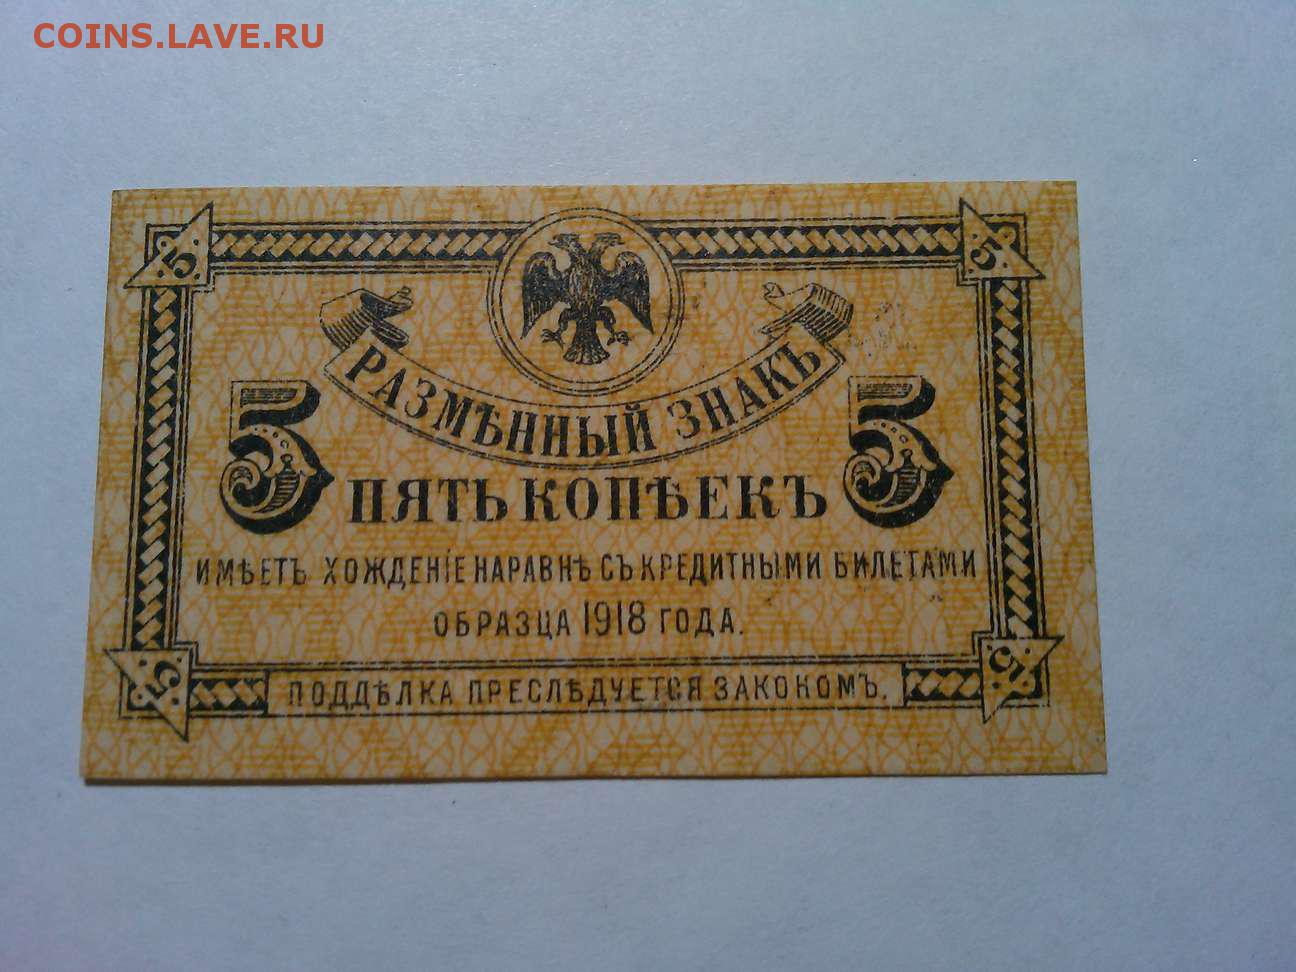 COINS.LAVE.RU
5 5
РАЗМѢННЫЙ ЗНАКЪ
5 5
ПЯТЬ КОПѢЕКЪ
ИМѢЕТЪ ХОЖДЕНІЕ НАРАВНѢ СЪ КРЕДИТНЫМИ БИЛЕТАМИ
ОБРАЗЦА 1918 ГОДА.
5 5
ПОДДѢЛКА ПРЕСЛѢДУЕТСЯ ЗАКОНОМЪ.